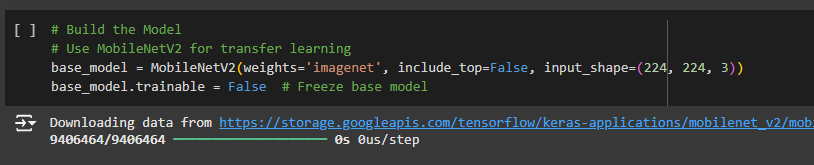 [ ] # Build the Model
# Use MobileNetV2 for transfer learning
base_model = MobileNetV2(weights='imagenet', include_top=False, input_shape=(224, 224, 3))
base_model.trainable = False  # Freeze base model
Downloading data from https://storage.googleapis.com/tensorflow/keras-applications/mobilenet_v2/mobi
9406464/9406464 ━━━━━━━━━━━━━━━━━━━━ 0s 0us/step